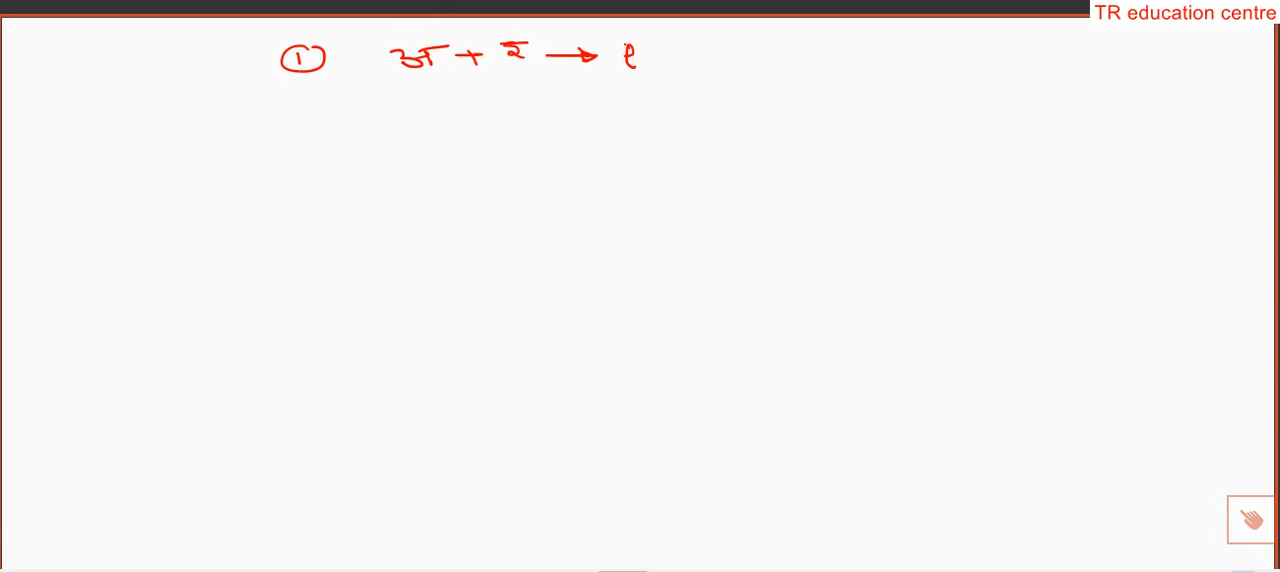 TR education centre
① अ + इ → ए